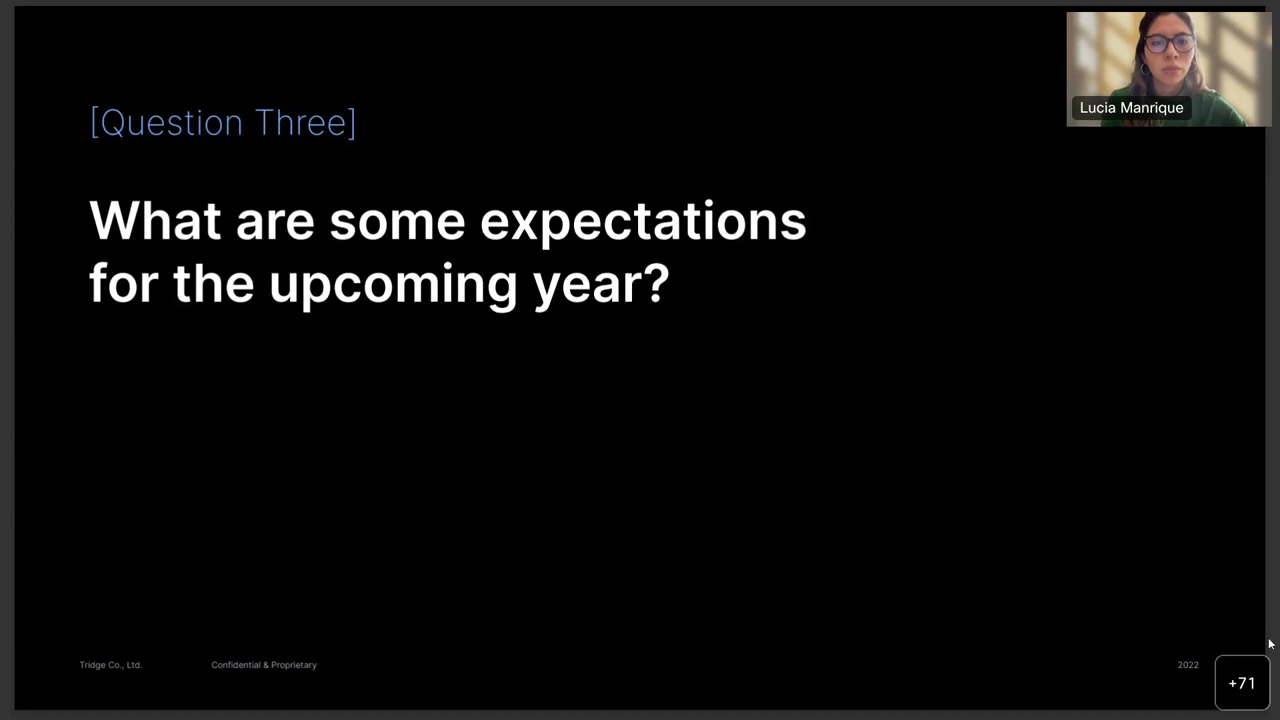 [Question Three]
What are some expectations
for the upcoming year?
Lucia Manrique
Tridge Co., Ltd.
Confidential & Proprietary
2022
+71